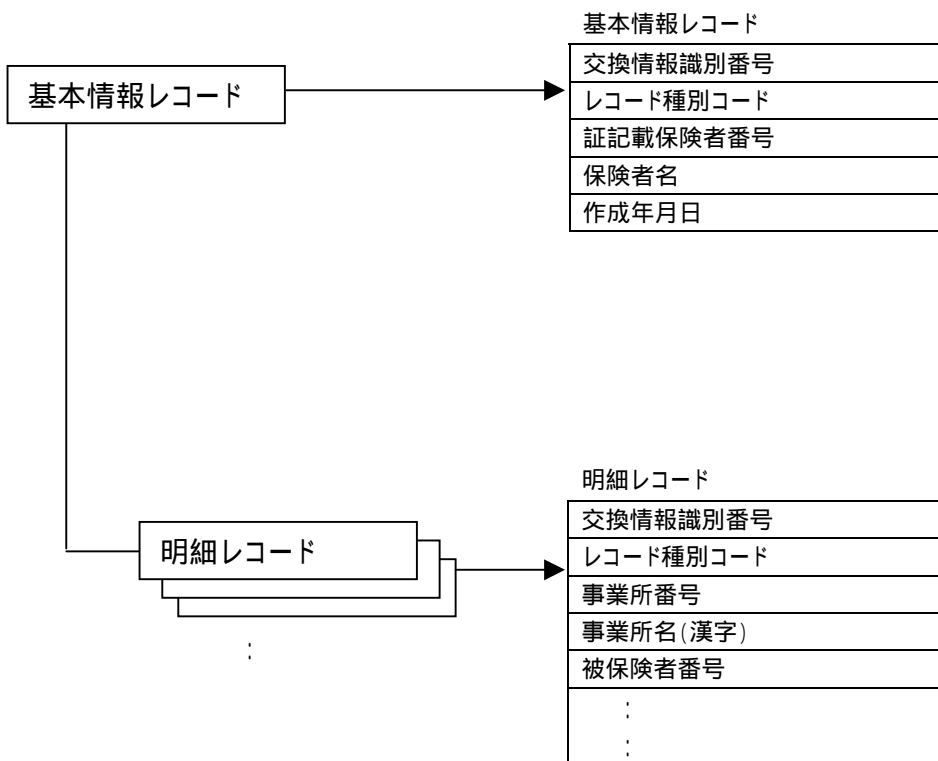 基本情報レコード
基本情報レコード
交換情報識別番号
レコード種別コード
証記載保険者番号
保険者名
作成年月日
明細レコード
明細レコード
交換情報識別番号
レコード種別コード
事業所番号
事業所名(漢字)
被保険者番号
:
:
: